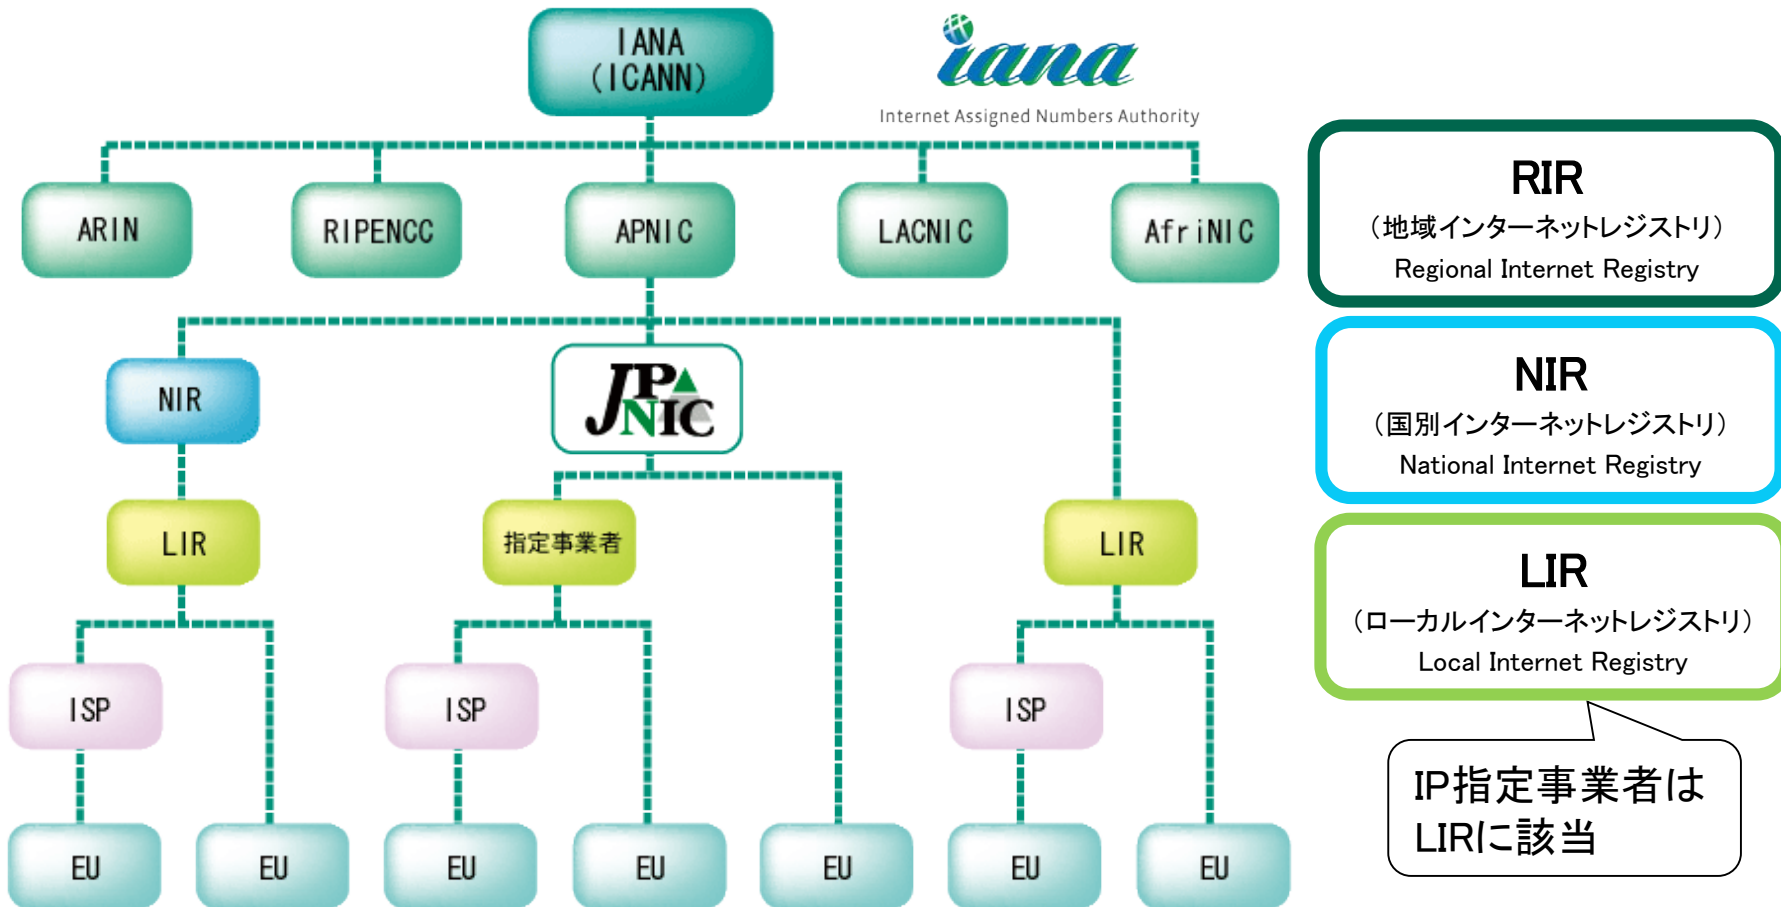 IANA
(ICANN)
iana
Internet Assigned Numbers Authority
ARIN
RIPENCC
APNIC
LACNIC
AfriNIC
RIR
（地域インターネットレジストリ）
Regional Internet Registry
NIR
JPNIC
NIR
（国別インターネットレジストリ）
National Internet Registry
LIR
指定事業者
LIR
LIR
（ローカルインターネットレジストリ）
Local Internet Registry
ISP
ISP
ISP
IP指定事業者は
LIRに該当
EU
EU
EU
EU
EU
EU
EU